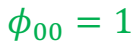 ϕ₀₀ = 1